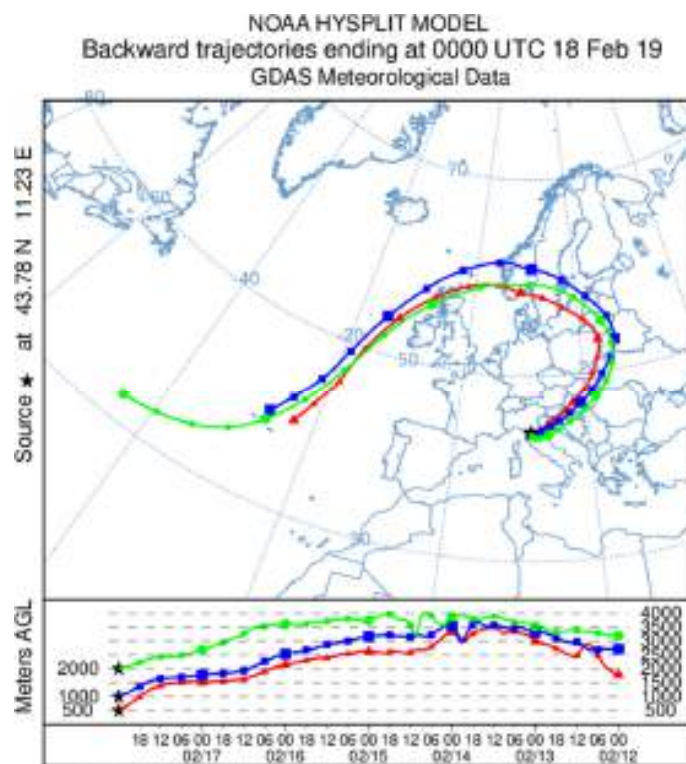 NOAA HYSPLIT MODEL
Backward trajectories ending at 0000 UTC 18 Feb 19
GDAS Meteorological Data
Source ★ at 43.78 N 11.23 E
70
-40
-20
50
30
Meters AGL
2000
1000
500
4000
3500
3000
2500
2000
1500
1000
500
18 12 06 00 18 12 06 00 18 12 06 00 18 12 06 00 18 12 06 00 18 12 06 00
02/17 02/16 02/15 02/14 02/13 02/12